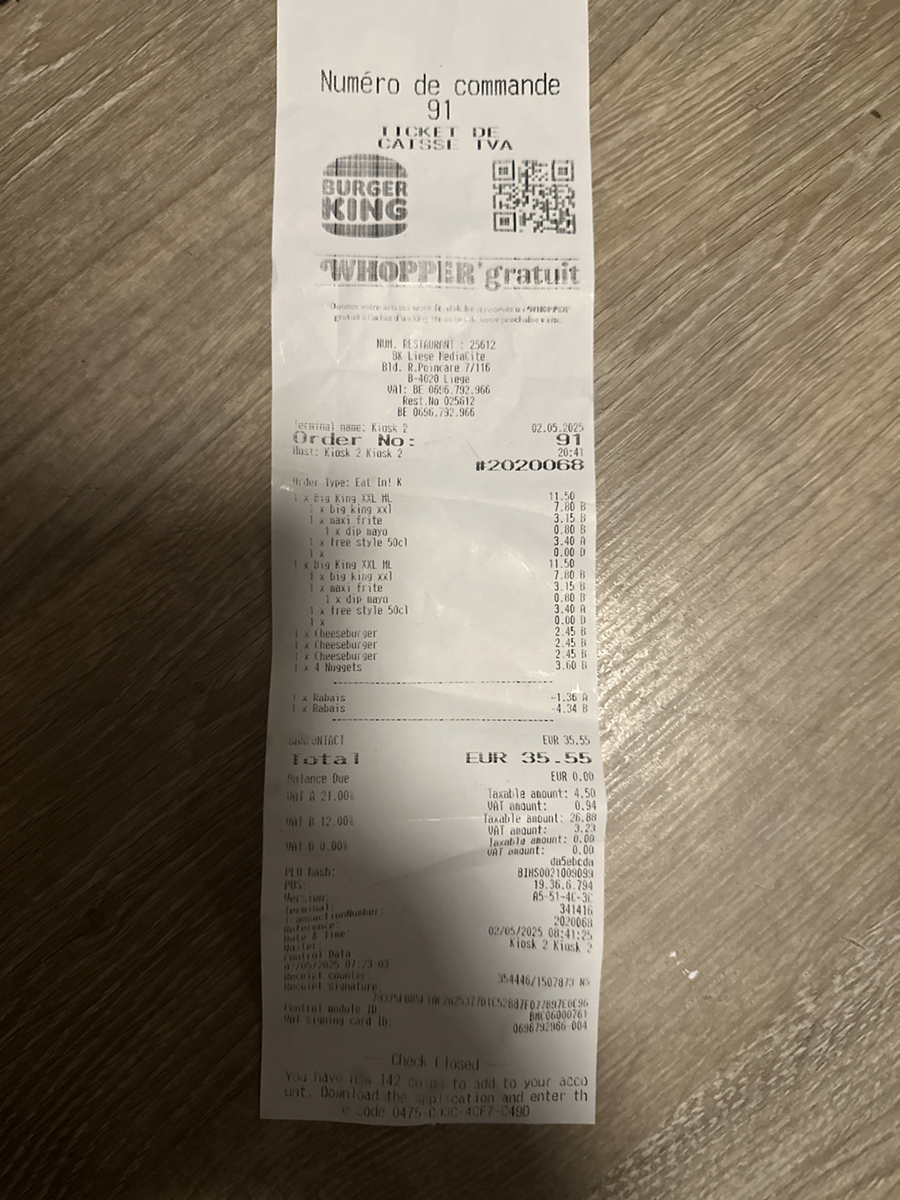 Numéro de commande
91
TICKET DE
CAISSE TVA
BURGER
KING
WHOPPER gratuit
NUM. RESTAURANT : 25612
BK Liege MediaCite
Bld. R.Poincare 7/116
B-4020 Liege
VAT: BE 0696.792.966
Rest.No 025612
BE 0696.792.966
Terminal name: Kiosk 2 02.05.2025
Order No: 91
Host: Kiosk 2 Kiosk 2 20:41
#2020068
Order Type: Eat In! K
1 x Big King XXL ML 11.50
1 x big king xxl 7.80 B
1 x maxi frite 3.15 B
1 x dip mayo 0.80 B
1 x free style 50cl 3.40 A
1 x 0.00 D
1 x Big King XXL ML 11.50
1 x big king xxl 7.80 B
1 x maxi frite 3.15 B
1 x dip mayo 0.80 B
1 x free style 50cl 3.40 A
1 x 0.00 D
1 x Cheeseburger 2.45 B
1 x Cheeseburger 2.45 B
1 x Cheeseburger 2.45 B
1 x 4 Nuggets 3.60 B
1 x Rabais -1.36 A
1 x Rabais -4.34 B
EUR 35.55
Total EUR 35.55
Balance Due EUR 0.00
VAT A 21.00% Taxable amount: 4.50
VAT amount: 0.94
VAT B 12.00% Taxable amount: 26.88
VAT amount: 3.23
VAT D 0.00% Taxable amount: 0.00
VAT amount: 0.00
PLU hash: da5ebcda
POS: BIHS0021009099
Version: 19.36.6.794
Terminal: A5-51-4C-3C
TransactionNumber: 341416
Reference: 2020068
Date & Time: 02/05/2025 08:41:25
Waiter: Kiosk 2 Kiosk 2
Control Data
02/05/2025 07:23:03
Receipt counter 354446/1507873 NS
Receipt signature:
Control module ID: BMC06000761
VAT signing card ID: 0696792966-004
--- Check Closed ---
You have now 142 coins to add to your acco
unt. Download the application and enter th
e code